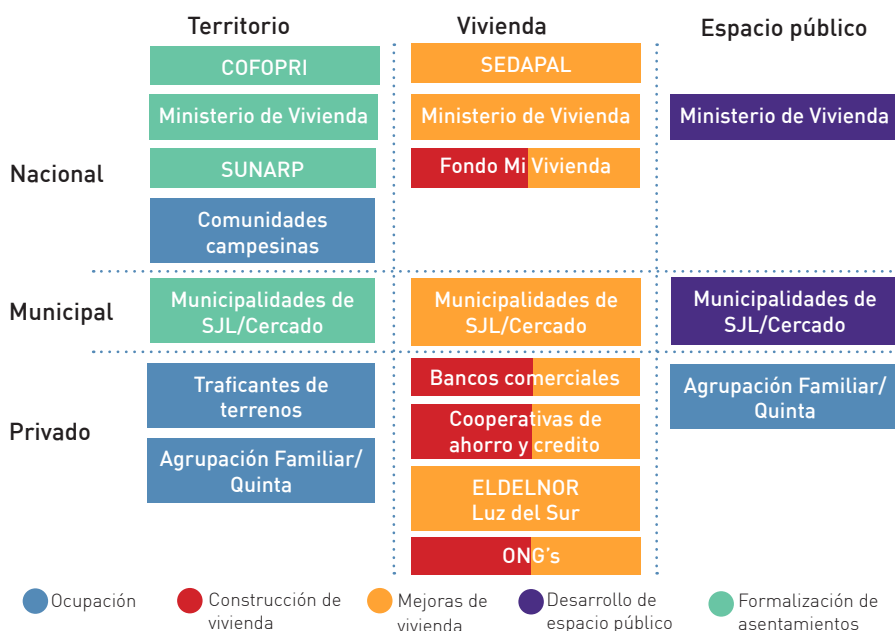 Territorio
Vivienda
Espacio público
Nacional
COFOPRI
Ministerio de Vivienda
SUNARP
Comunidades
campesinas
SEDAPAL
Ministerio de Vivienda
Fondo Mi Vivienda
Ministerio de Vivienda
Municipal
Municipalidades de
SJL/Cercado
Municipalidades de
SJL/Cercado
Municipalidades de
SJL/Cercado
Privado
Traficantes de
terrenos
Agrupación Familiar/
Quinta
Bancos comerciales
Cooperativas de
ahorro y credito
ELDELNOR
Luz del Sur
ONG's
Agrupación Familiar/
Quinta
Ocupación
Construcción de
vivienda
Mejoras de
vivienda
Desarrollo de
espacio público
Formalización de
asentamientos